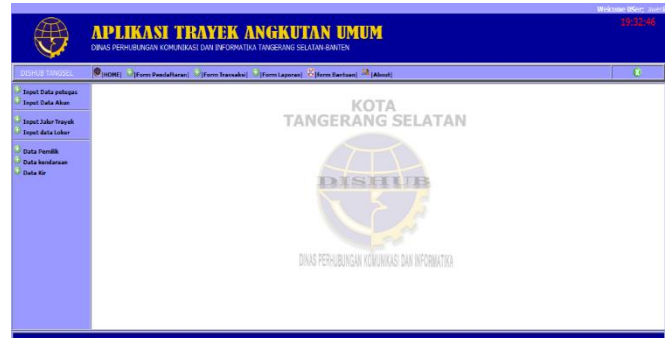 Welcome USer:
19:32:46
APLIKASI TRAYEK ANGKUTAN UMUM
DINAS PERHUBUNGAN KOMUNIKASI DAN INFORMATIKA TANGERANG SELATAN-BANTEN
DISHUB TANGSEL
|HOME| |Form Pendaftaran| |Form Transaksi| |Form Laporan| |Form Bantuan| |About|
Input Data petugas
Input Data Akun
Input Jalur Trayek
Input data Loker
Data Pemilik
Data kendaraan
Data Kir
KOTA
TANGERANG SELATAN
DISHUB
DINAS PERHUBUNGAN KOMUNIKASI DAN INFORMATIKA